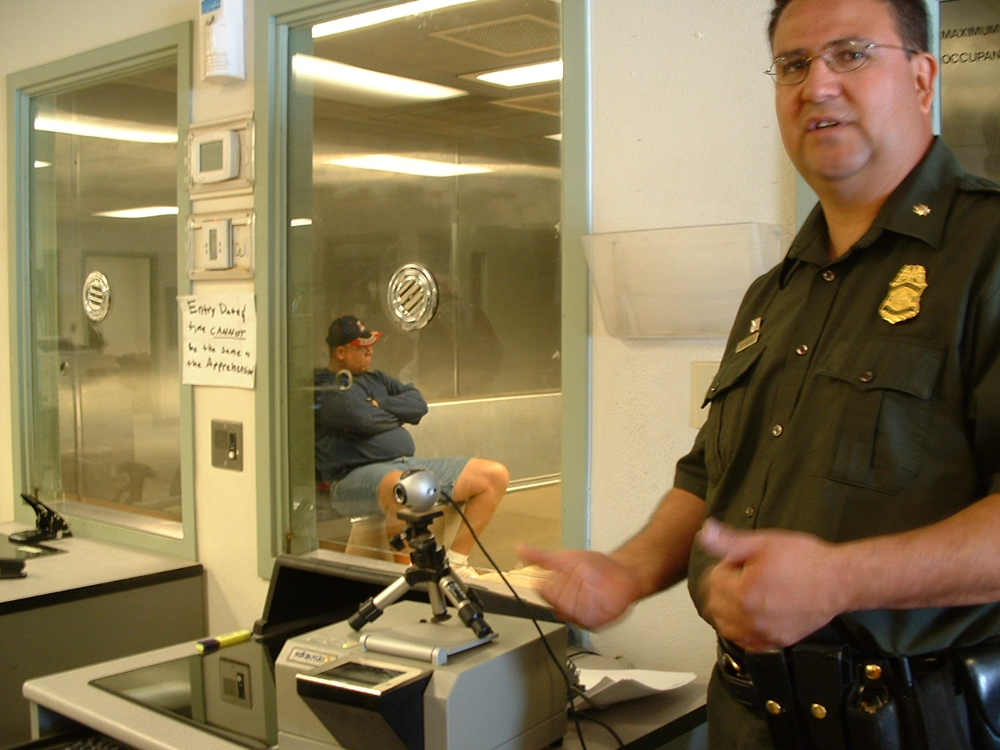 MAXIMUM
OCCUPAN
Entry Date &
time CANNOT
be the same as
the Apprehension